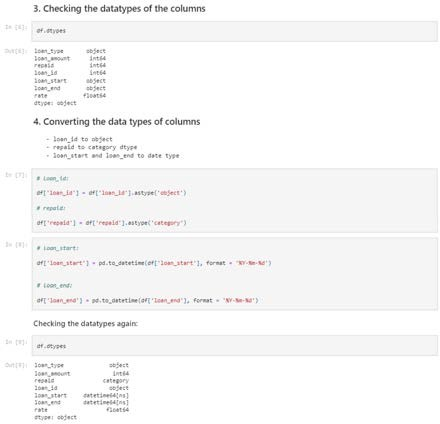 3. Checking the datatypes of the columns
In [6]:
df.dtypes
Out[6]:
loan_type object
loan_amount int64
repaid int64
loan_id int64
loan_start object
loan_end object
rate float64
dtype: object
4. Converting the data types of columns
- loan_id to object
- repaid to category dtype
- loan_start and loan_end to date type
In [7]:
# Loan_id:
df['loan_id'] = df['loan_id'].astype('object')
# repaid:
df['repaid'] = df['repaid'].astype('category')
In [8]:
# Loan_start:
df['loan_start'] = pd.to_datetime(df['loan_start'], format = '%Y-%m-%d')
# Loan_end:
df['loan_end'] = pd.to_datetime(df['loan_end'], format = '%Y-%m-%d')
Checking the datatypes again:
In [9]:
df.dtypes
Out[9]:
loan_type object
loan_amount int64
repaid category
loan_id object
loan_start datetime64[ns]
loan_end datetime64[ns]
rate float64
dtype: object